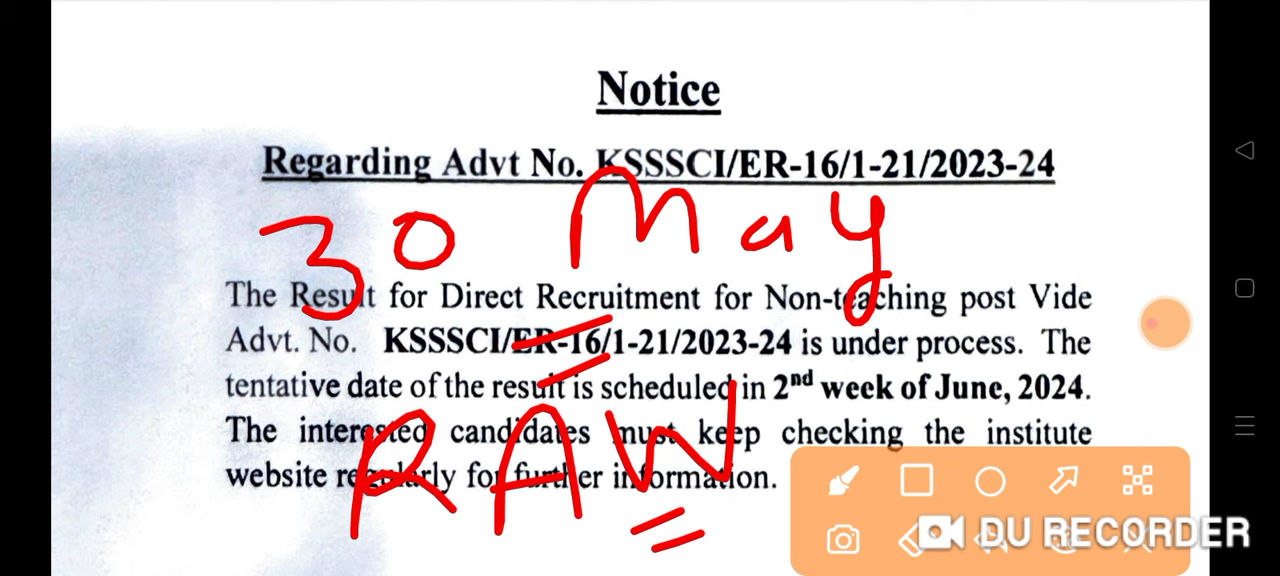 Notice
Regarding Advt No. KSSSCI/ER-16/1-21/2023-24
30 May
The Result for Direct Recruitment for Non-teaching post Vide
Advt. No. KSSSCI/ER-16/1-21/2023-24 is under process. The
tentative date of the result is scheduled in 2nd week of June, 2024.
The interested candidates must keep checking the institute
website regularly for further information.
RAW
DU RECORDER